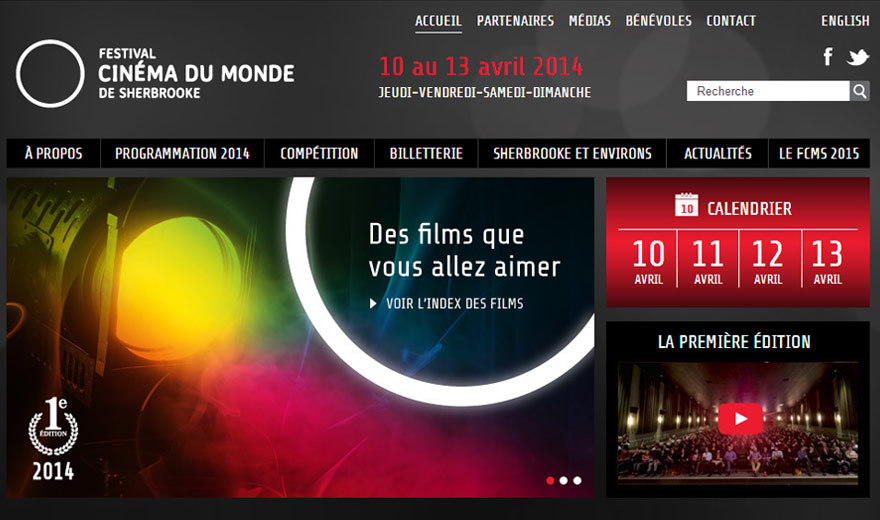 ACCUEIL PARTENAIRES MÉDIAS BÉNÉVOLES CONTACT ENGLISH
FESTIVAL
CINÉMA DU MONDE
DE SHERBROOKE
10 au 13 avril 2014
JEUDI-VENDREDI-SAMEDI-DIMANCHE
Recherche
À PROPOS PROGRAMMATION 2014 COMPÉTITION BILLETTERIE SHERBROOKE ET ENVIRONS ACTUALITÉS LE FCMS 2015
Des films que
vous allez aimer
VOIR L'INDEX DES FILMS
1e
ÉDITION
2014
10 CALENDRIER
10 11 12 13
AVRIL AVRIL AVRIL AVRIL
LA PREMIÈRE ÉDITION